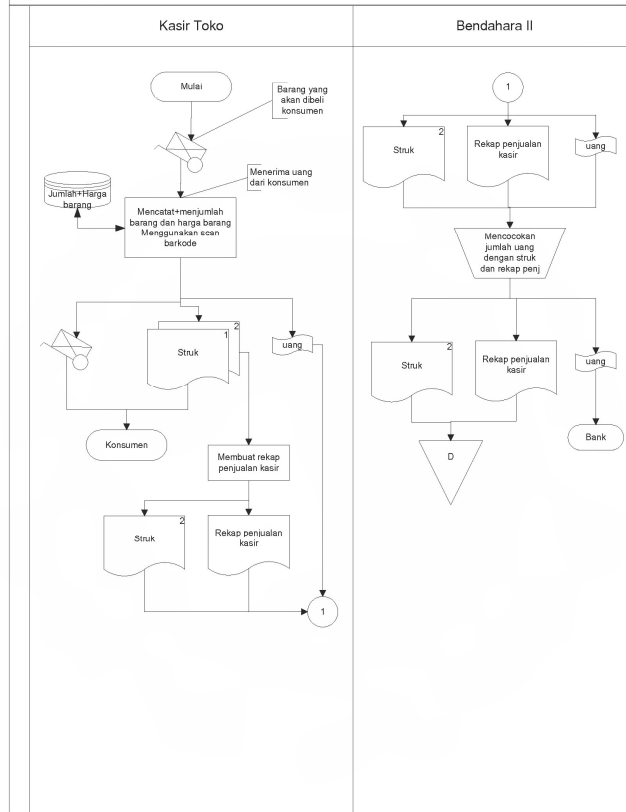 Kasir Toko
Bendahara II
Mulai
Barang yang
akan dibeli
konsumen
Menerima uang
dari konsumen
Jumlah+Harga
barang
Mencatat+menjumlah
barang dan harga barang
Menggunakan scan
barkode
1
2
Struk
uang
Konsumen
Membuat rekap
penjualan kasir
2
Struk
Rekap penjualan
kasir
1
1
2
Struk
Rekap penjualan
kasir
uang
Mencocokan
jumlah uang
dengan struk
dan rekap penj
2
Struk
Rekap penjualan
kasir
uang
D
Bank